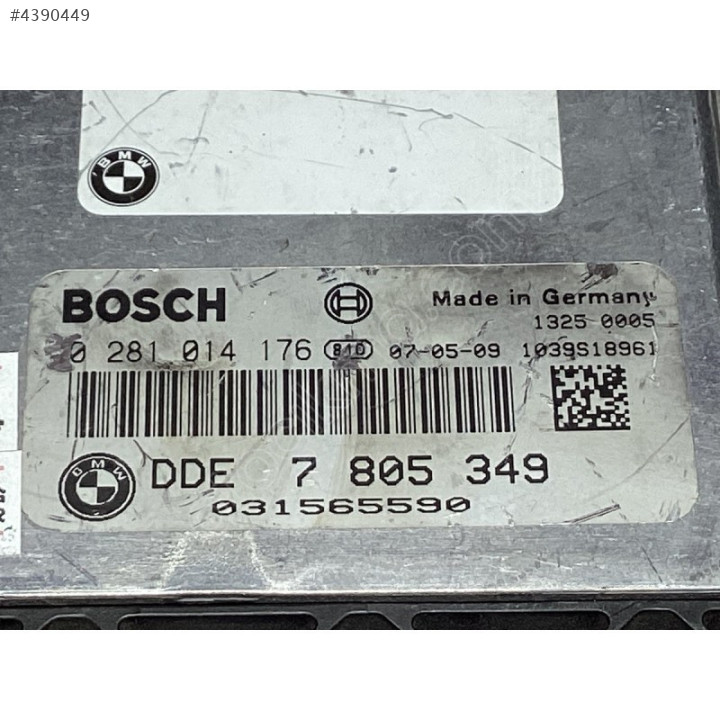 #4390449
BMW
BOSCH
Made in Germany
1325 0005
0 281 014 176 810 07-05-09 1039S18961
BMW DDE 7 805 349
031565590